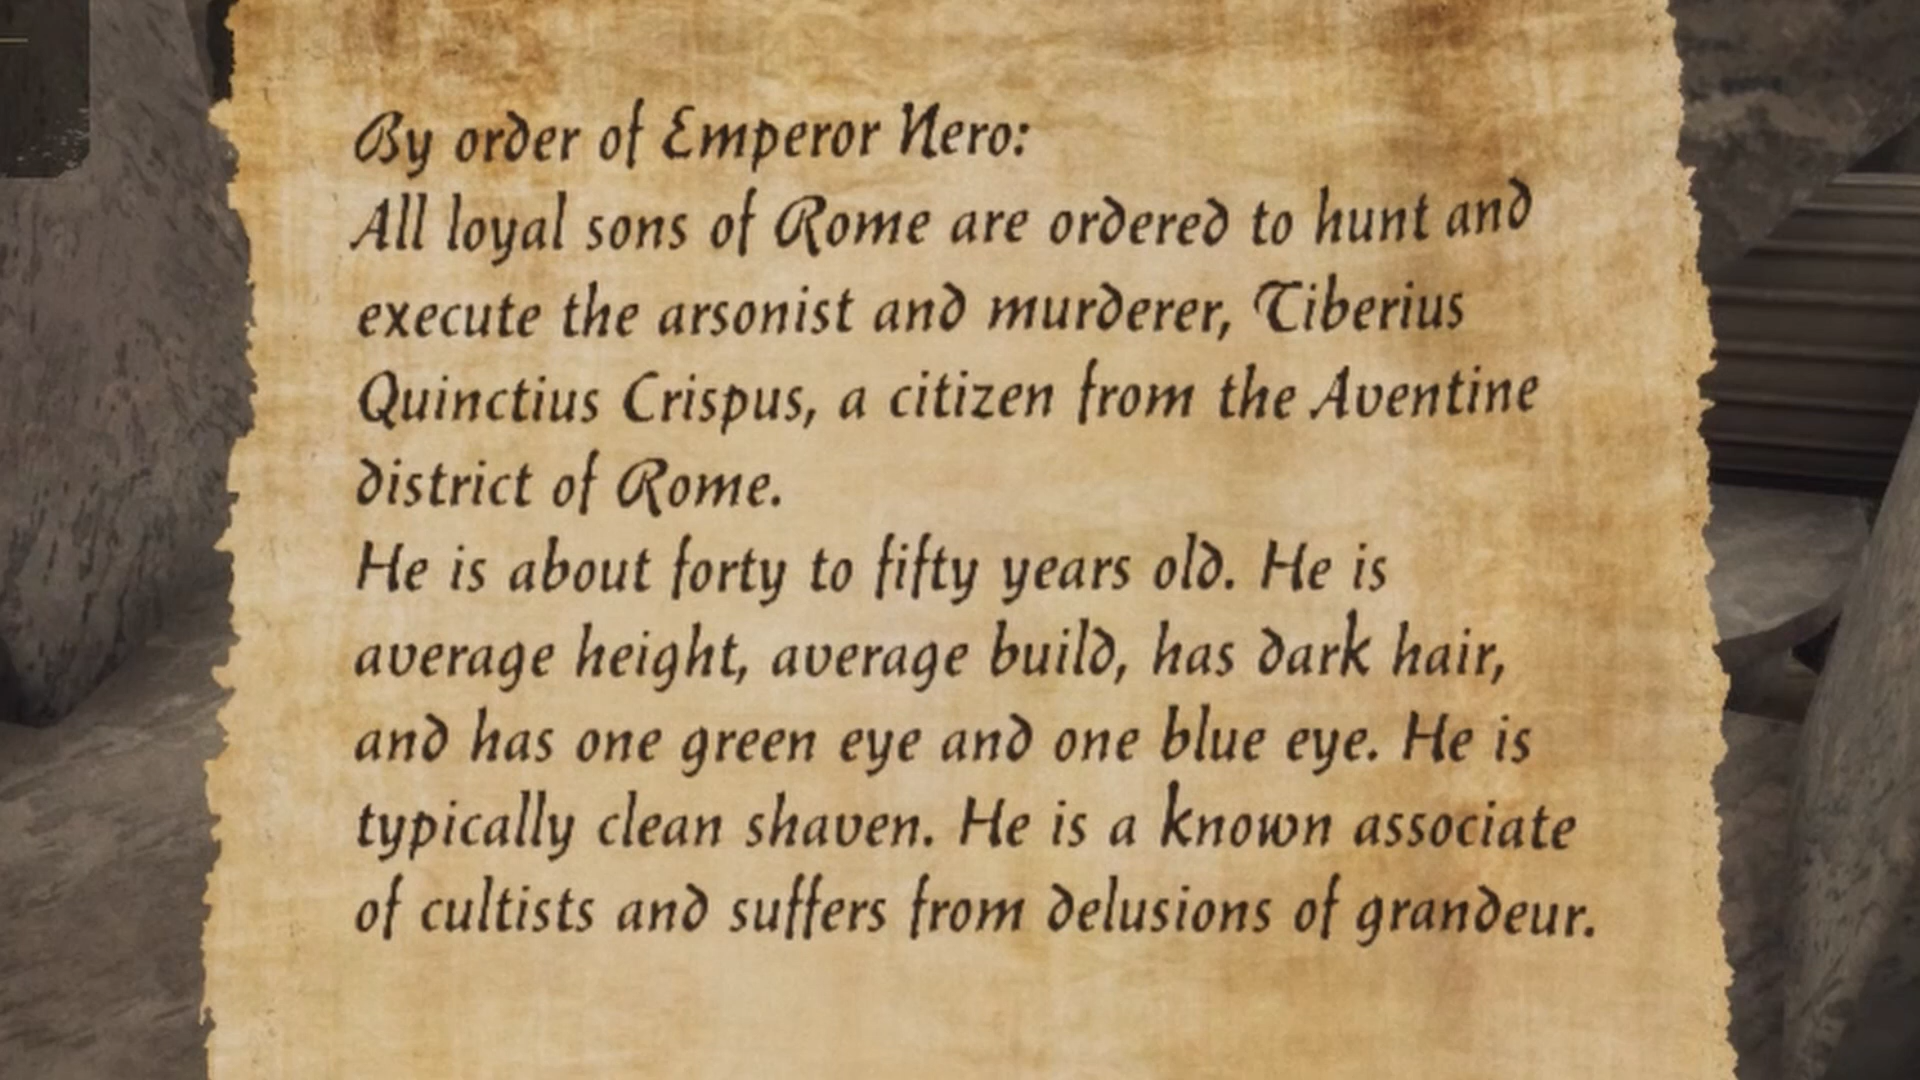 By order of Emperor Nero:
All loyal sons of Rome are ordered to hunt and
execute the arsonist and murderer, Tiberius
Quinctius Crispus, a citizen from the Aventine
district of Rome.
He is about forty to fifty years old. He is
average height, average build, has dark hair,
and has one green eye and one blue eye. He is
typically clean shaven. He is a known associate
of cultists and suffers from delusions of grandeur.